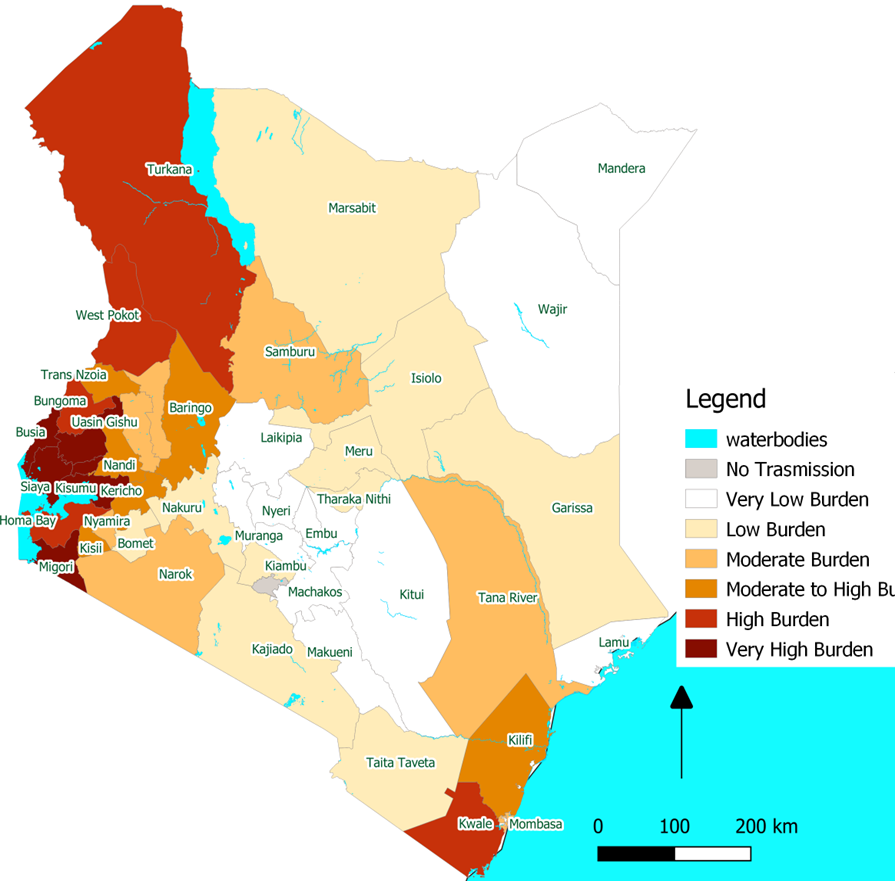 Turkana
Mandera
Marsabit
Wajir
West Pokot
Samburu
Trans Nzoia
Isiolo
Bungoma
Baringo
Uasin Gishu
Busia
Laikipia
Meru
Nandi
Siaya
Kisumu
Kericho
Tharaka Nithi
Nakuru
Nyeri
Garissa
Homa Bay
Nyamira
Muranga
Embu
Kisii
Bomet
Migori
Narok
Kiambu
Machakos
Kitui
Tana River
Kajiado
Makueni
Lamu
Kilifi
Taita Taveta
Kwale
Mombasa
Legend
waterbodies
No Trasmission
Very Low Burden
Low Burden
Moderate Burden
Moderate to High Bu
High Burden
Very High Burden
0 100 200 km